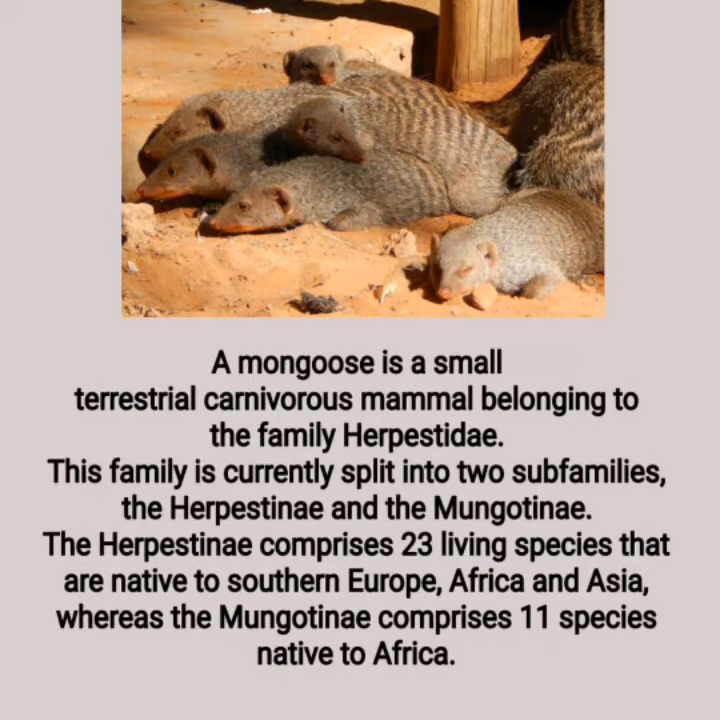 A mongoose is a small
terrestrial carnivorous mammal belonging to
the family Herpestidae.
This family is currently split into two subfamilies,
the Herpestinae and the Mungotinae.
The Herpestinae comprises 23 living species that
are native to southern Europe, Africa and Asia,
whereas the Mungotinae comprises 11 species
native to Africa.